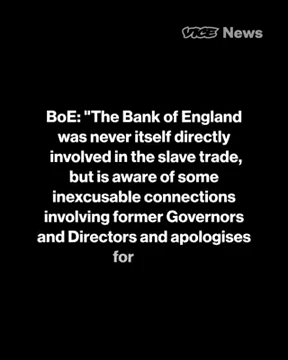 VICE News
BoE: "The Bank of England
was never itself directly
involved in the slave trade,
but is aware of some
inexcusable connections
involving former Governors
and Directors and apologises
for